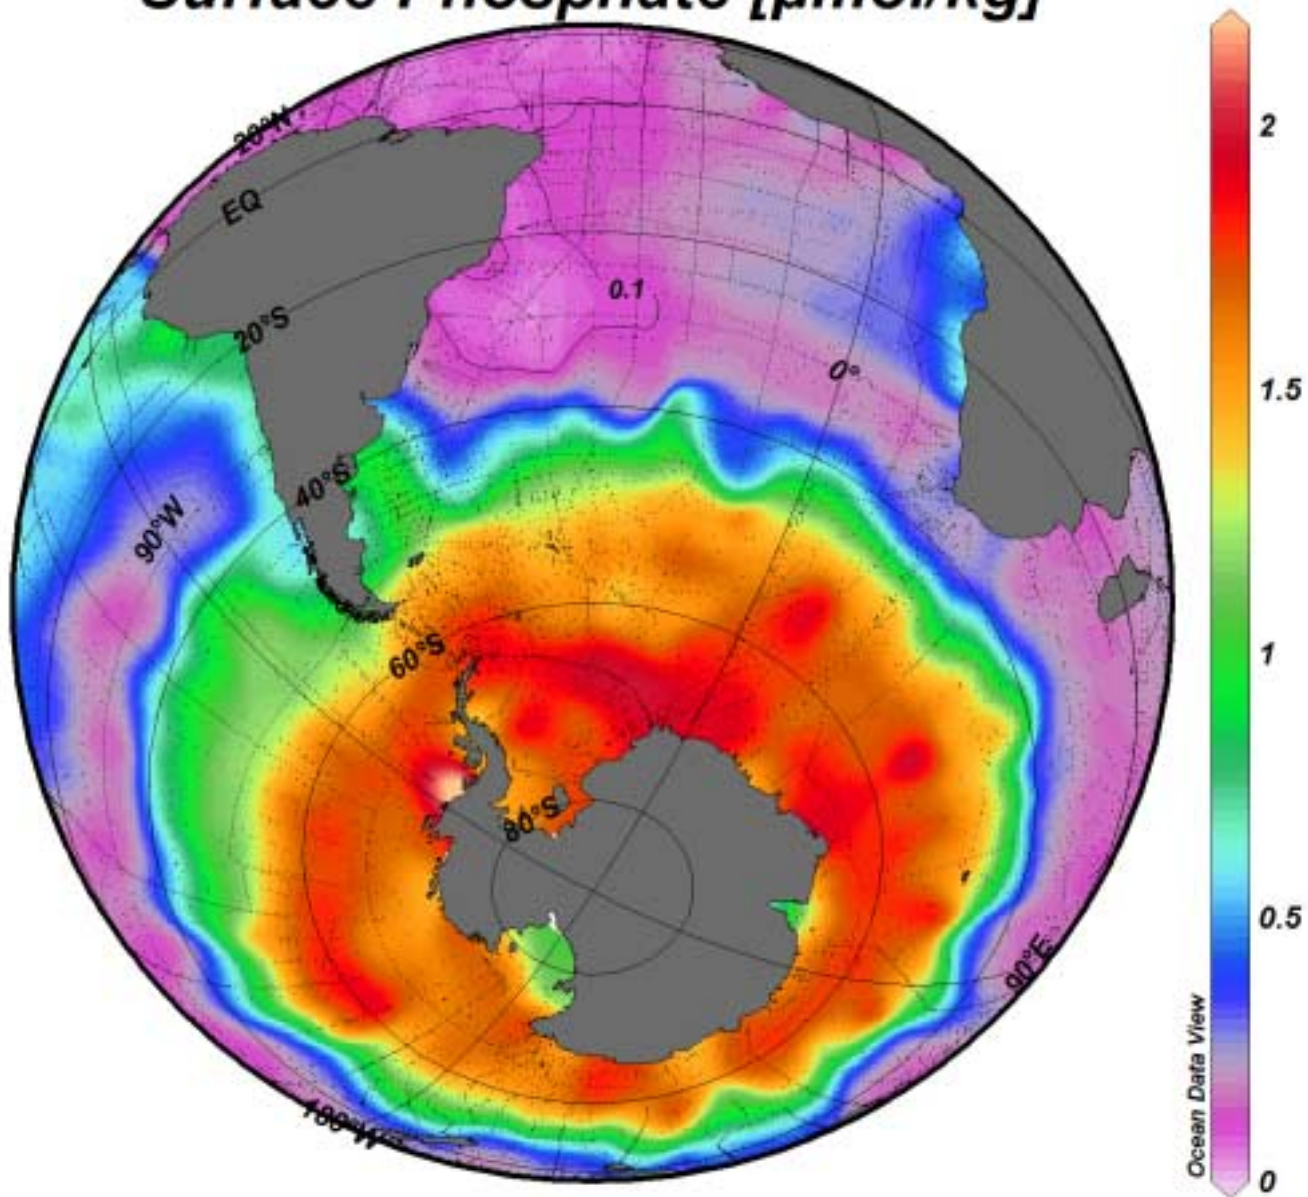 Surface Phosphate [µmol/kg]
20°N
EQ
20°S
0.1
0°
40°S
90°W
60°S
80°S
90°E
180°W
2
1.5
1
0.5
0
Ocean Data View